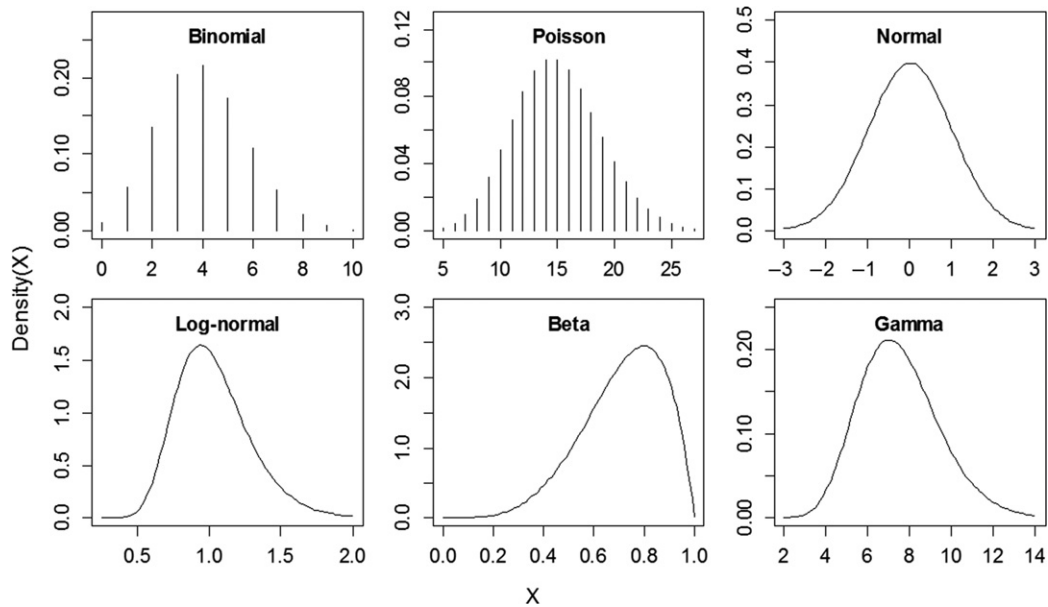 Density(X)
Binomial
0.00 0.10 0.20
0 2 4 6 8 10
Poisson
0.00 0.04 0.08 0.12
5 10 15 20 25
Normal
0.0 0.1 0.2 0.3 0.4 0.5
–3 –2 –1 0 1 2 3
Log-normal
0.0 0.5 1.0 1.5 2.0
0.5 1.0 1.5 2.0
Beta
0.0 1.0 2.0 3.0
0.0 0.2 0.4 0.6 0.8 1.0
Gamma
0.00 0.10 0.20
2 4 6 8 10 12 14
X